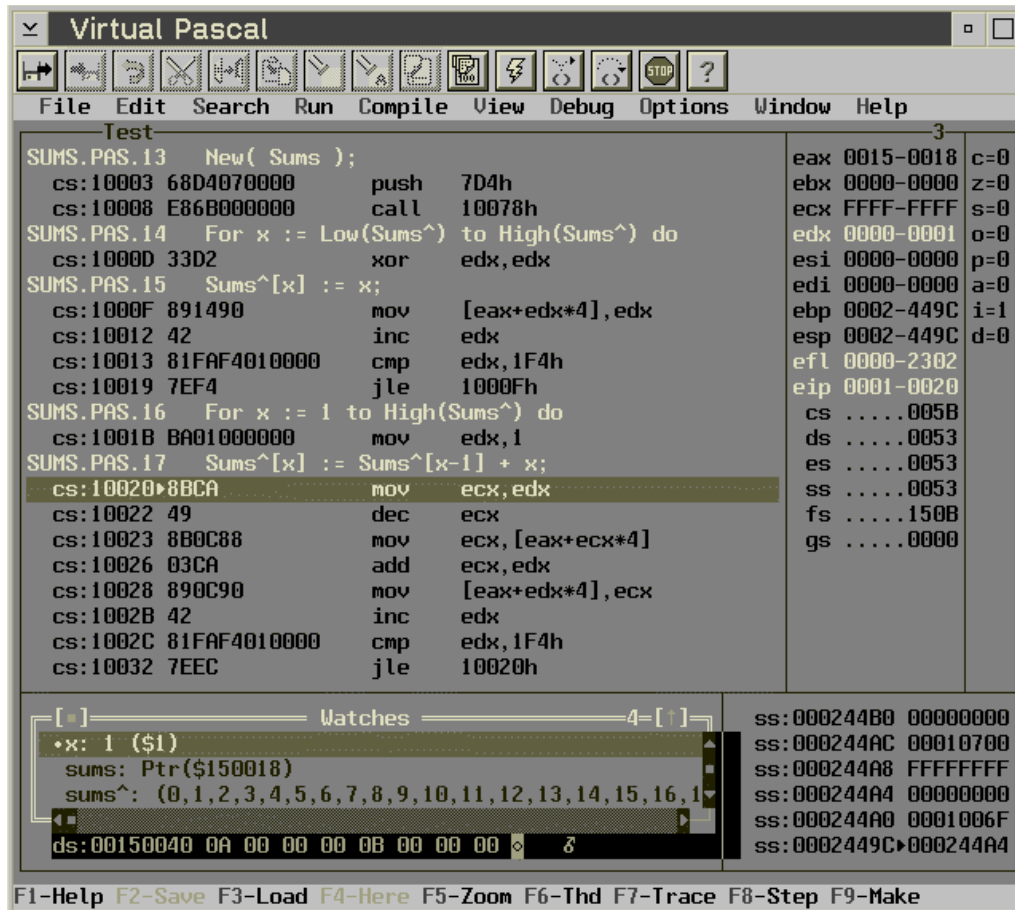 Virtual Pascal
STOP ?
File Edit Search Run Compile View Debug Options Window Help
Test 3
SUMS.PAS.13 New( Sums );
cs:10003 68D4070000 push 7D4h
cs:10008 E86B000000 call 10078h
SUMS.PAS.14 For x := Low(Sums^) to High(Sums^) do
cs:1000D 33D2 xor edx,edx
SUMS.PAS.15 Sums^[x] := x;
cs:1000F 891490 mov [eax+edx*4],edx
cs:10012 42 inc edx
cs:10013 81FAF4010000 cmp edx,1F4h
cs:10019 7EF4 jle 1000Fh
SUMS.PAS.16 For x := 1 to High(Sums^) do
cs:1001B BA01000000 mov edx,1
SUMS.PAS.17 Sums^[x] := Sums^[x-1] + x;
cs:10020▸8BCA mov ecx,edx
cs:10022 49 dec ecx
cs:10023 8B0C88 mov ecx,[eax+ecx*4]
cs:10026 03CA add ecx,edx
cs:10028 890C90 mov [eax+edx*4],ecx
cs:1002B 42 inc edx
cs:1002C 81FAF4010000 cmp edx,1F4h
cs:10032 7EEC jle 10020h
eax 0015-0018 c=0
ebx 0000-0000 z=0
ecx FFFF-FFFF s=0
edx 0000-0001 o=0
esi 0000-0000 p=0
edi 0000-0000 a=0
ebp 0002-449C i=1
esp 0002-449C d=0
efl 0000-2302
eip 0001-0020
cs .....005B
ds .....0053
es .....0053
ss .....0053
fs .....150B
gs .....0000
Watches 4=[↑]
•x: 1 ($1)
sums: Ptr($150018)
sums^: (0,1,2,3,4,5,6,7,8,9,10,11,12,13,14,15,16,1
ds:00150040 0A 00 00 00 0B 00 00 00 ◙ ♂
ss:000244B0 00000000
ss:000244AC 00010700
ss:000244A8 FFFFFFFF
ss:000244A4 00000000
ss:000244A0 0001006F
ss:0002449C▸000244A4
F1-Help F2-Save F3-Load F4-Here F5-Zoom F6-Thd F7-Trace F8-Step F9-Make